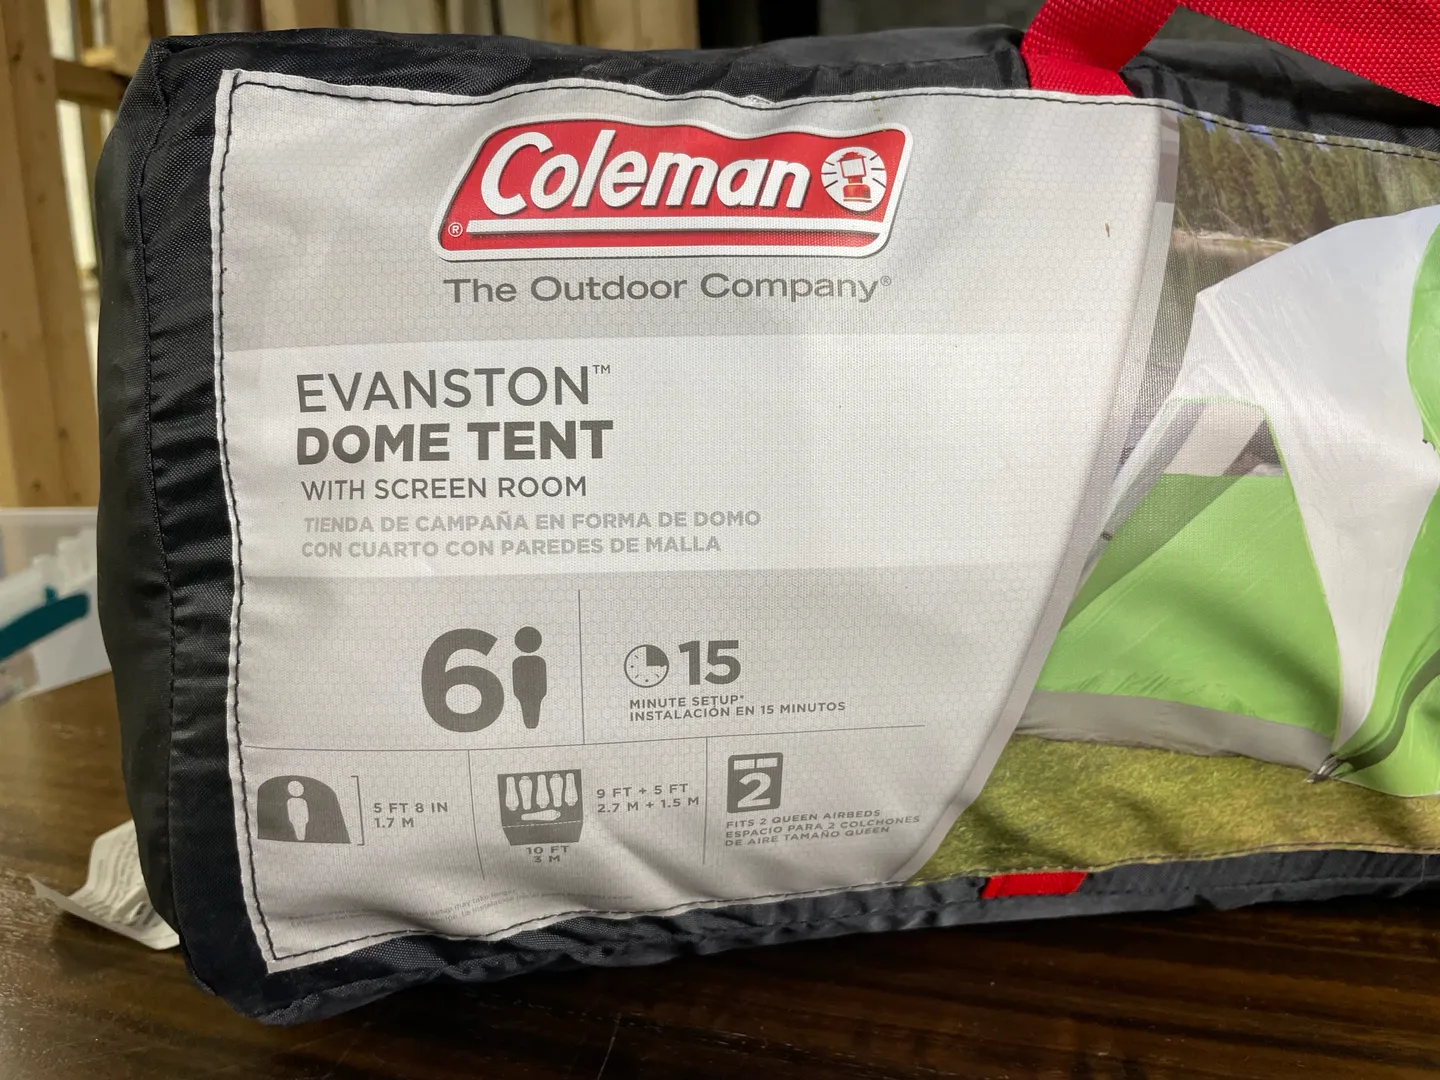 Coleman
®
The Outdoor Company®
EVANSTON™
DOME TENT
WITH SCREEN ROOM
TIENDA DE CAMPAÑA EN FORMA DE DOMO
CON CUARTO CON PAREDES DE MALLA
6
15
MINUTE SETUP*
INSTALACIÓN EN 15 MINUTOS
5 FT 8 IN
1.7 M
9 FT + 5 FT
2.7 M + 1.5 M
10 FT
3 M
2
FITS 2 QUEEN AIRBEDS
ESPACIO PARA 2 COLCHONES
DE AIRE TAMAÑO QUEEN